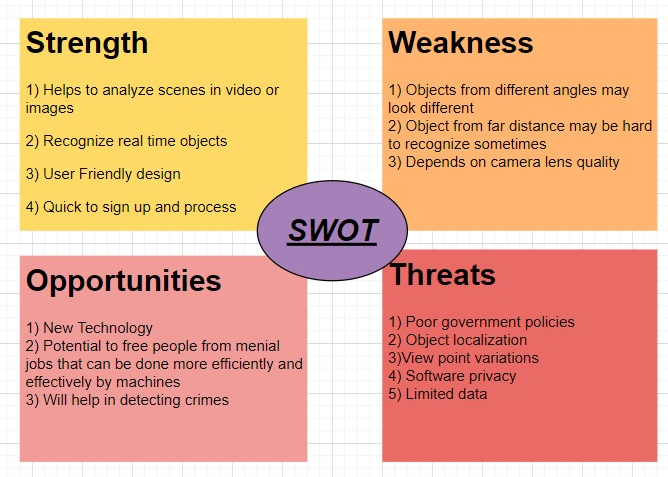 Strength
1) Helps to analyze scenes in video or
images
2) Recognize real time objects
3) User Friendly design
4) Quick to sign up and process
Weakness
1) Objects from different angles may
look different
2) Object from far distance may be hard
to recognize sometimes
3) Depends on camera lens quality
SWOT
Opportunities
1) New Technology
2) Potential to free people from menial
jobs that can be done more efficiently and
effectively by machines
3) Will help in detecting crimes
Threats
1) Poor government policies
2) Object localization
3)View point variations
4) Software privacy
5) Limited data